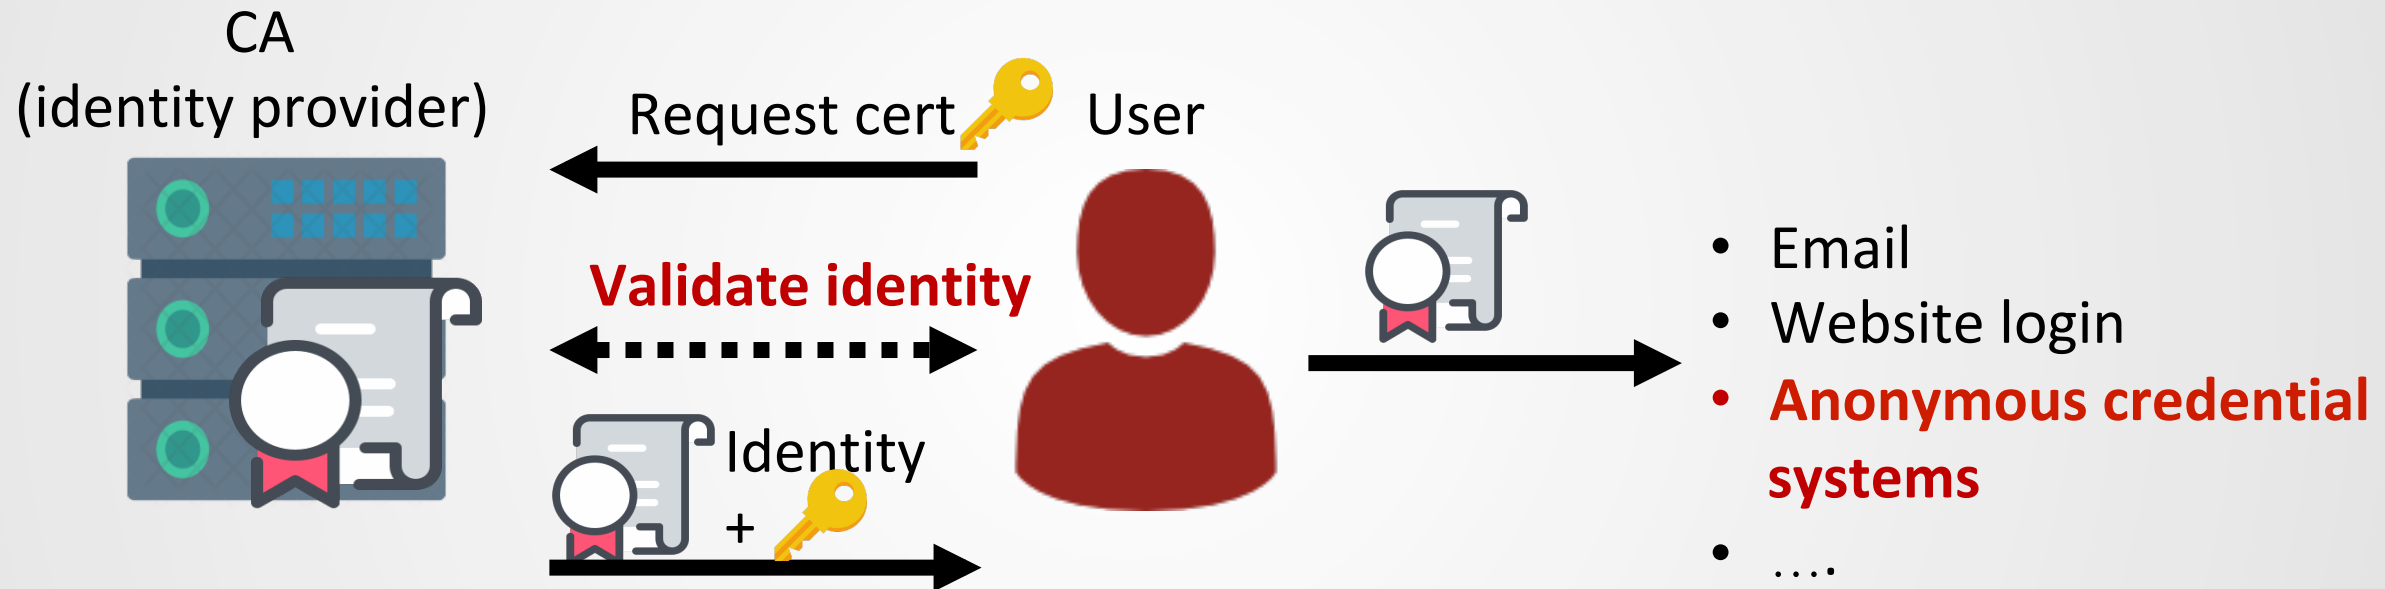 CA
(identity provider)
Request cert
User
Validate identity
Identity
+
• Email
• Website login
• Anonymous credential
systems
• ….